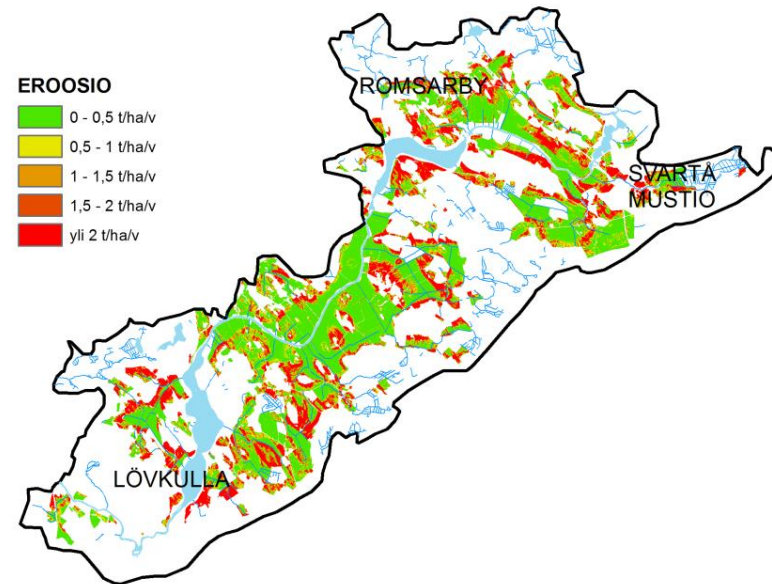 EROOSIO
0 - 0,5 t/ha/v
0,5 - 1 t/ha/v
1 - 1,5 t/ha/v
1,5 - 2 t/ha/v
yli 2 t/ha/v
ROMSARBY
SVARTÅ
MUSTIO
LÖVKULLA